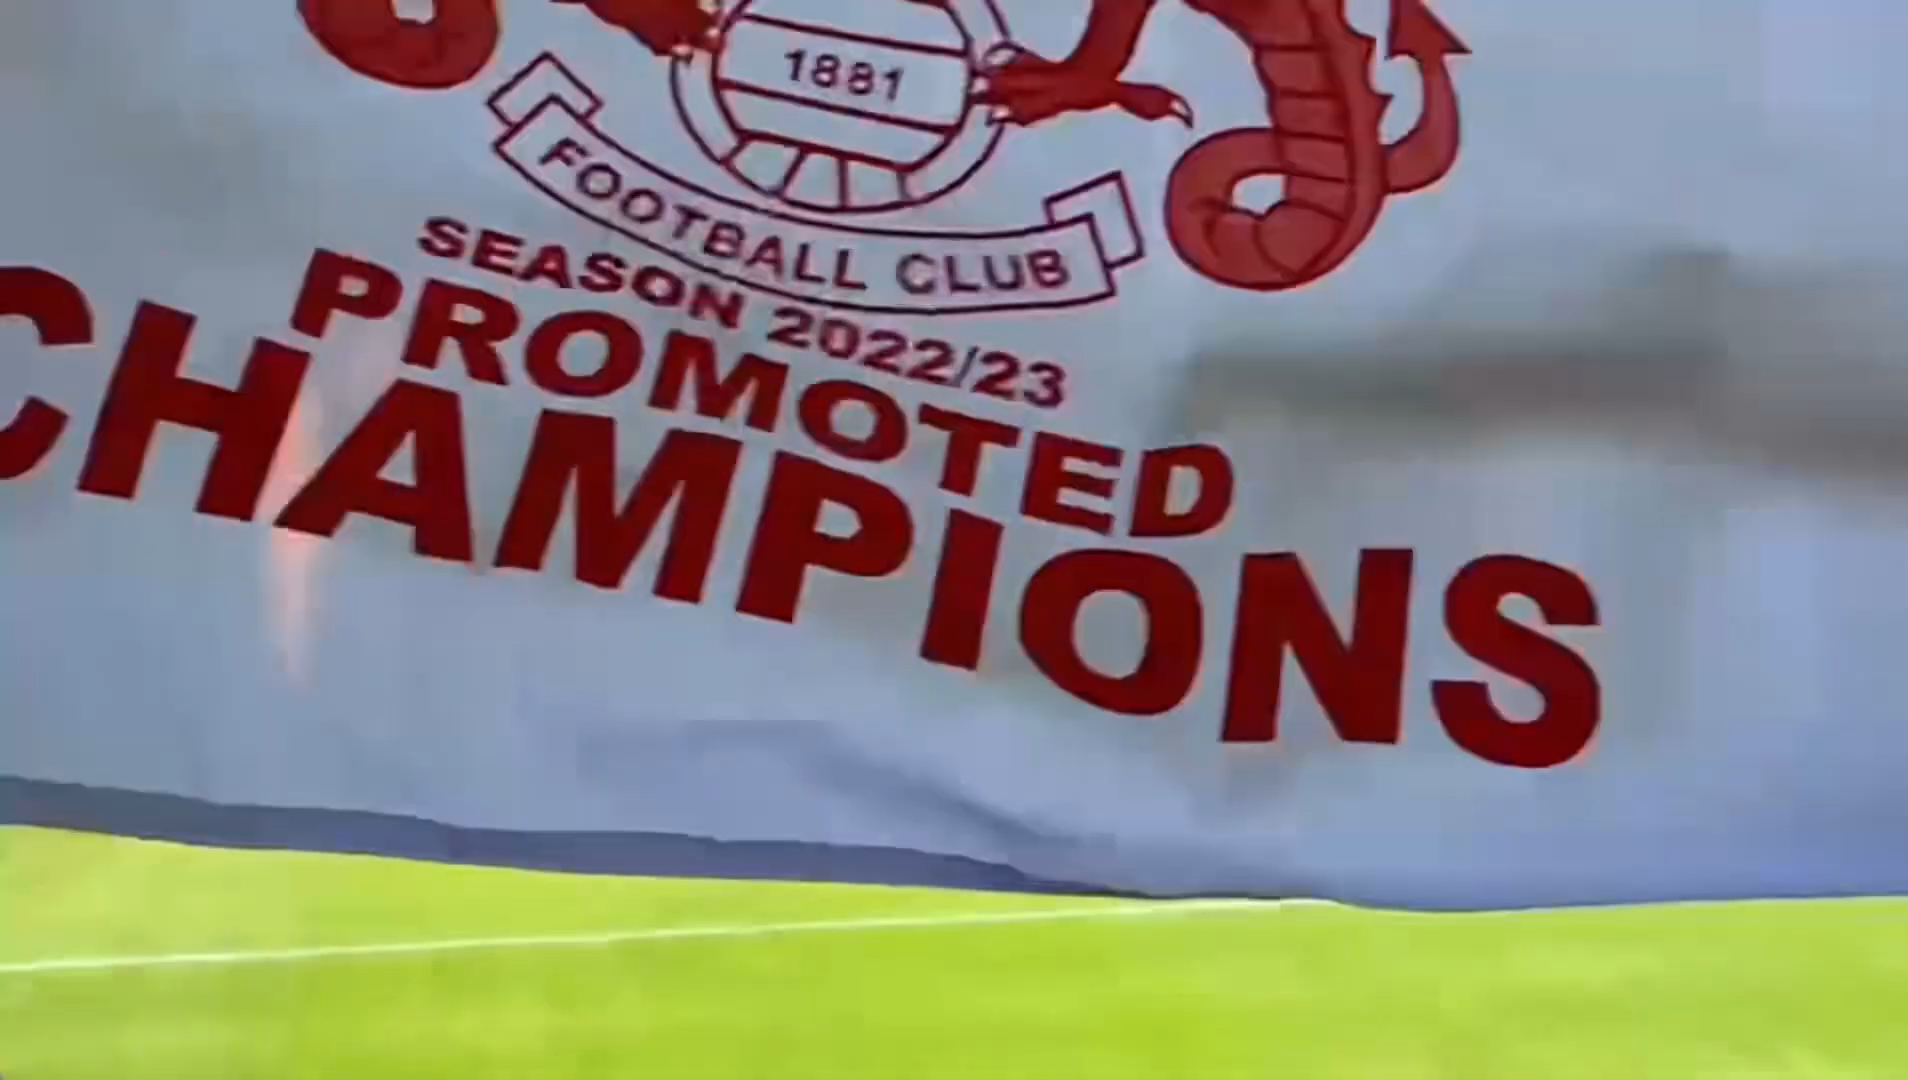 1881
FOOTBALL CLUB
SEASON 2022/23
PROMOTED
CHAMPIONS